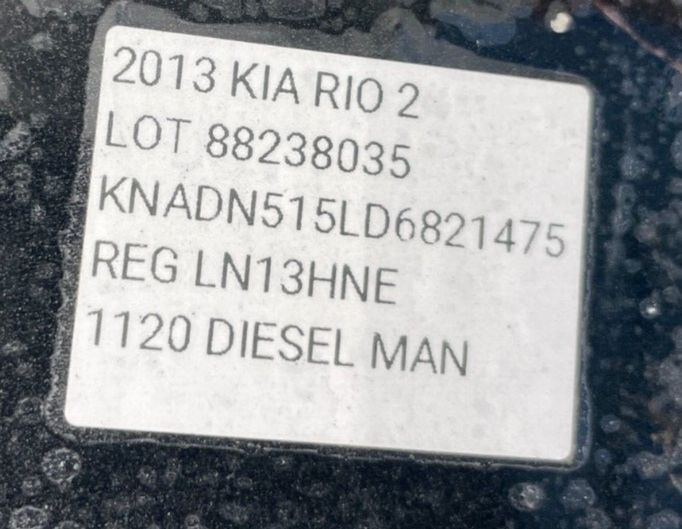 2013 KIA RIO 2
LOT 88238035
KNADN515LD6821475
REG LN13HNE
1120 DIESEL MAN